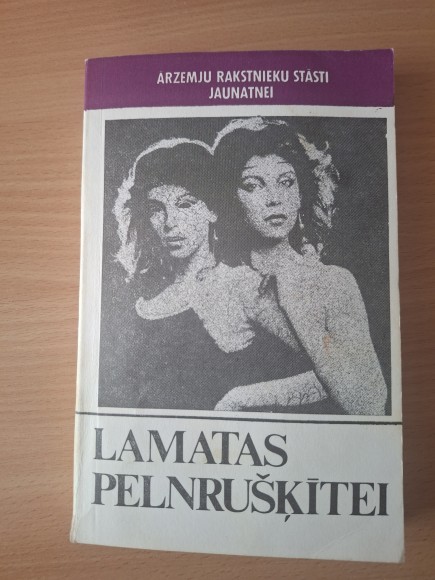 ARZEMJU RAKSTNIEKU STĀSTI
JAUNATNEI
LAMATAS
PELNRUŠĶĪTEI